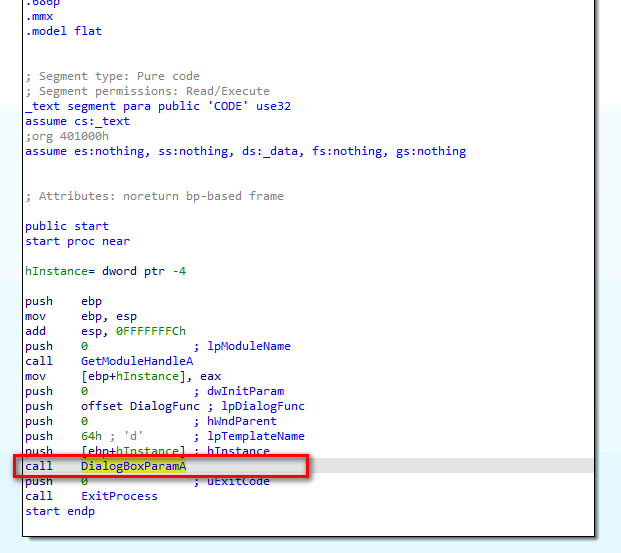 .686p
.mmx
.model flat
; Segment type: Pure code
; Segment permissions: Read/Execute
_text segment para public 'CODE' use32
assume cs:_text
;org 401000h
assume es:nothing, ss:nothing, ds:_data, fs:nothing, gs:nothing
; Attributes: noreturn bp-based frame
public start
start proc near
hInstance= dword ptr -4
push    ebp
mov     ebp, esp
add     esp, 0FFFFFFFCh
push    0               ; lpModuleName
call    GetModuleHandleA
mov     [ebp+hInstance], eax
push    0               ; dwInitParam
push    offset DialogFunc ; lpDialogFunc
push    0               ; hWndParent
push    64h ; 'd'       ; lpTemplateName
push    [ebp+hInstance] ; hInstance
call    DialogBoxParamA
push    0               ; uExitCode
call    ExitProcess
start endp